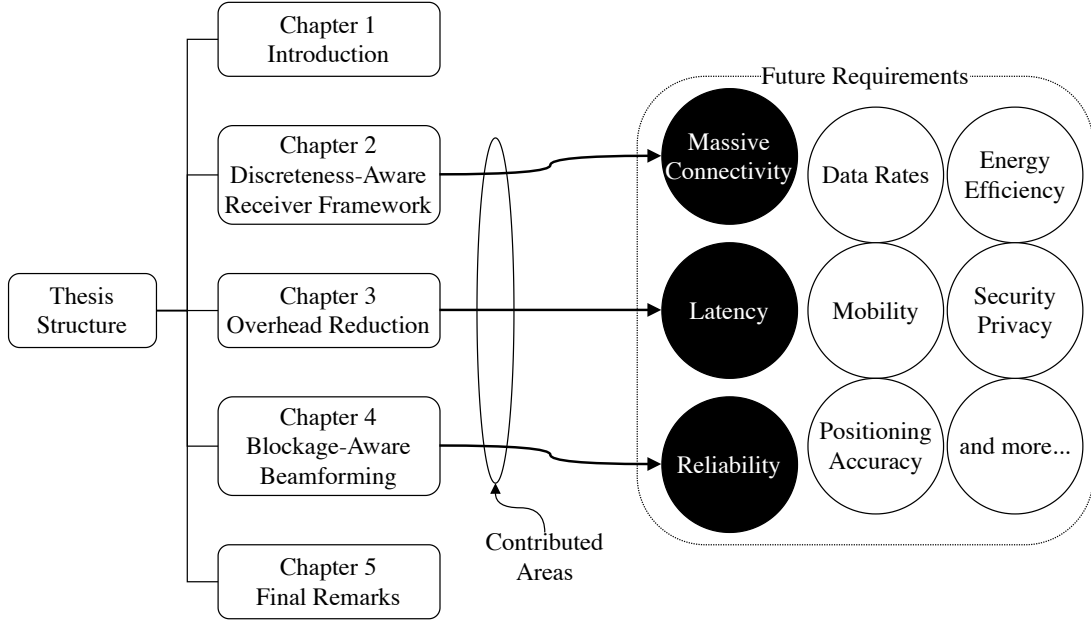 Thesis
Structure
Chapter 1
Introduction
Chapter 2
Discreteness-Aware
Receiver Framework
Chapter 3
Overhead Reduction
Chapter 4
Blockage-Aware
Beamforming
Chapter 5
Final Remarks
Contributed
Areas
Future Requirements
Massive
Connectivity
Data Rates
Energy
Efficiency
Latency
Mobility
Security
Privacy
Reliability
Positioning
Accuracy
and more...